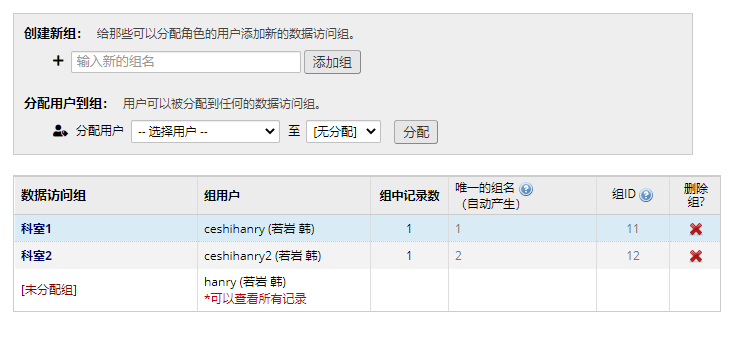 创建新组： 给那些可以分配角色的用户添加新的数据访问组。
输入新的组名 添加组
分配用户到组： 用户可以被分配到任何的数据访问组。
分配用户 -- 选择用户 -- 至 [无分配] 分配
数据访问组 组用户 组中记录数 唯一的组名 （自动产生） 组ID 删除组?
科室1 ceshihanry (若岩 韩) 1 1 11
科室2 ceshihanry2 (若岩 韩) 1 2 12
[未分配组] hanry (若岩 韩)
*可以查看所有记录